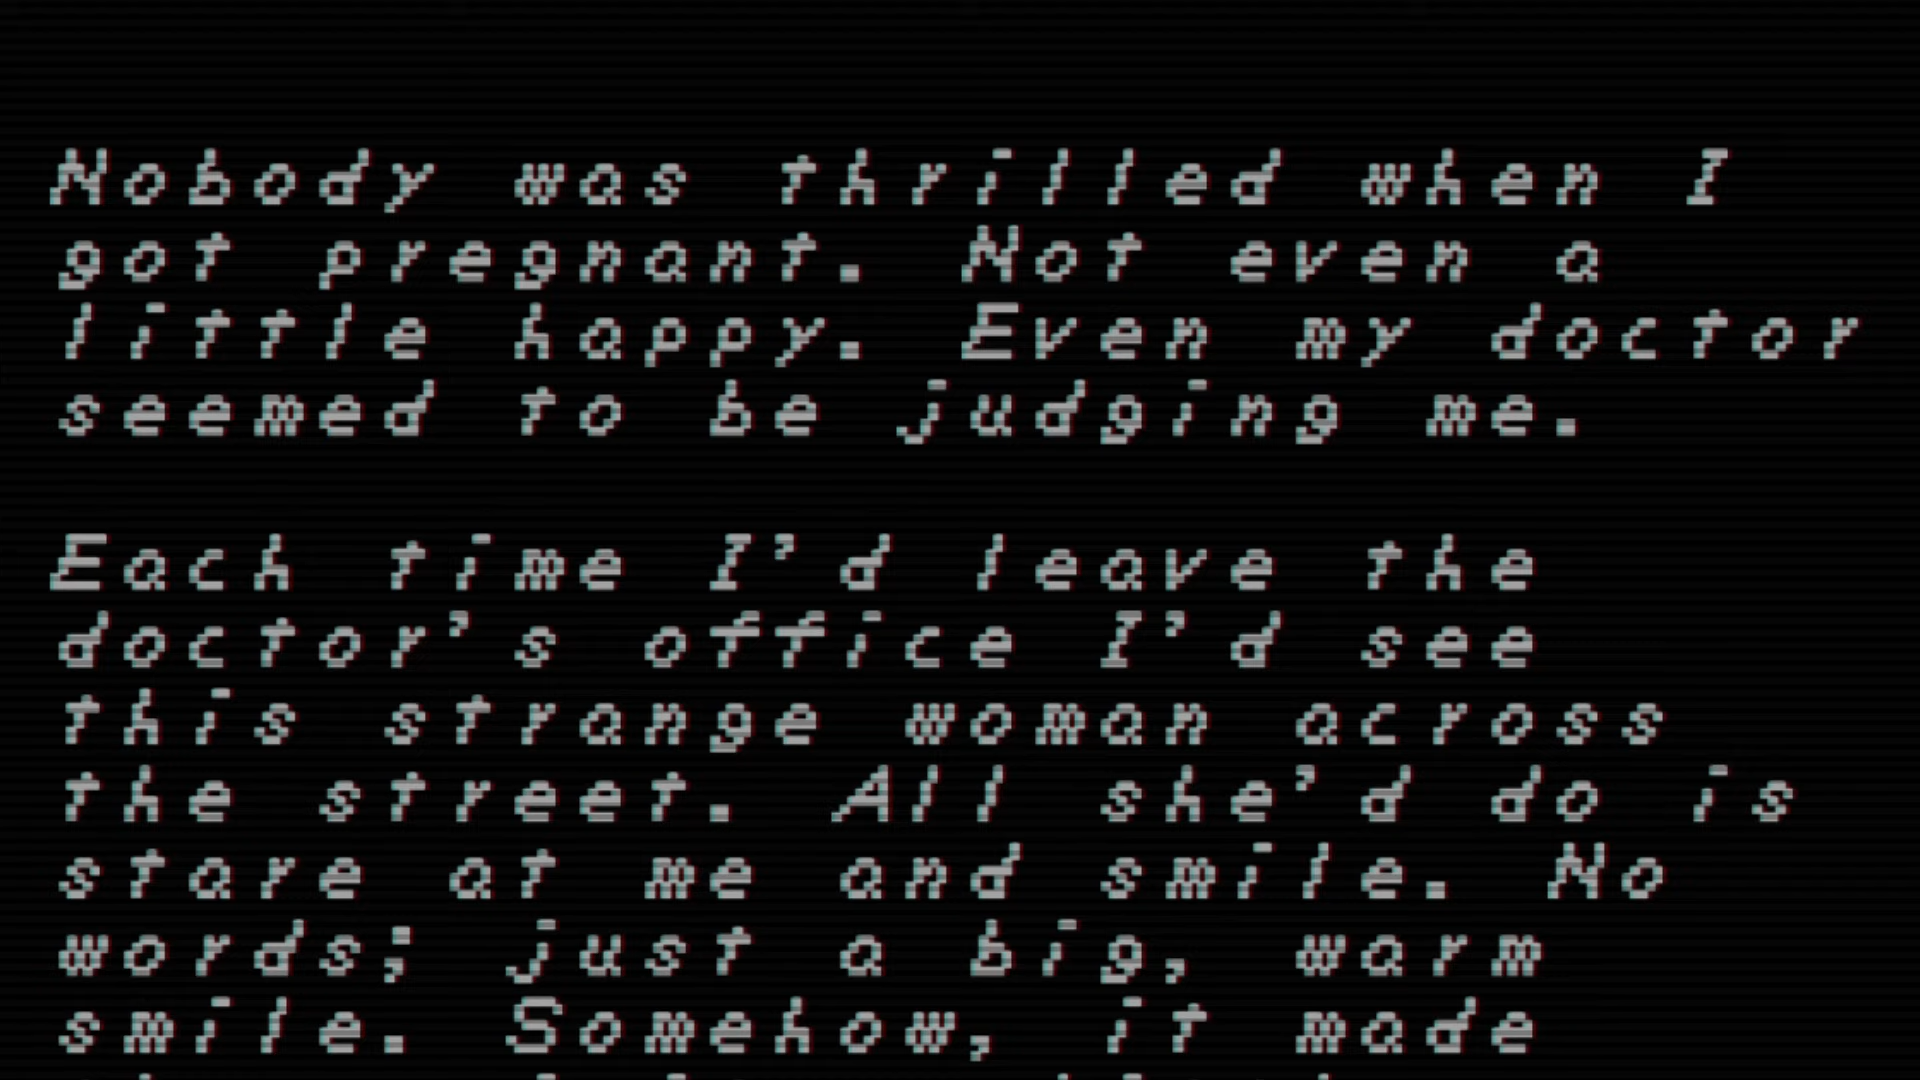 Nobody was thrilled when I
got pregnant. Not even a
little happy. Even my doctor
seemed to be judging me.
Each time I'd leave the
doctor's office I'd see
this strange woman across
the street. All she'd do is
stare at me and smile. No
words; just a big, warm
smile. Somehow, it made